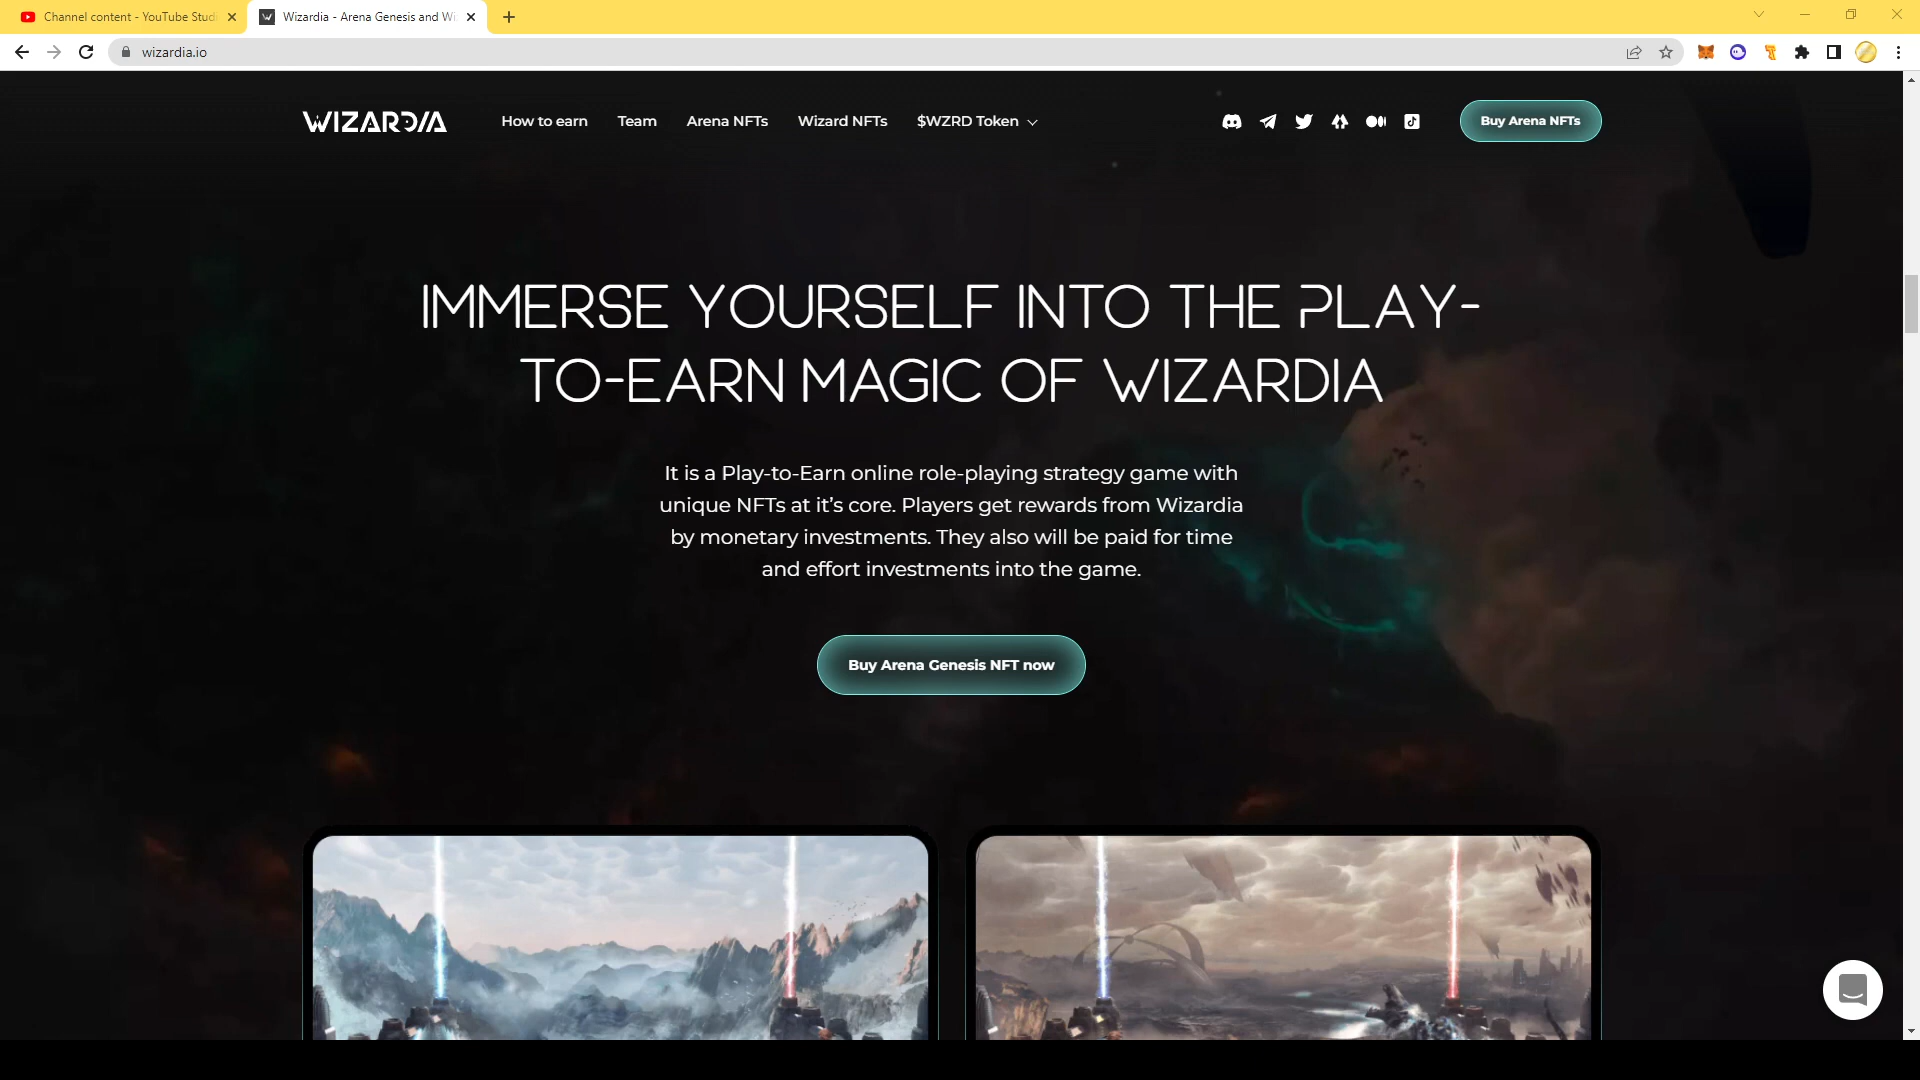 Channel content - YouTube Studi
Wizardia - Arena Genesis and Wi
wizardia.io
WIZARDIA
How to earn
Team
Arena NFTs
Wizard NFTs
$WZRD Token
Buy Arena NFTs
IMMERSE YOURSELF INTO THE PLAY-
TO-EARN MAGIC OF WIZARDIA
It is a Play-to-Earn online role-playing strategy game with
unique NFTs at it's core. Players get rewards from Wizardia
by monetary investments. They also will be paid for time
and effort investments into the game.
Buy Arena Genesis NFT now